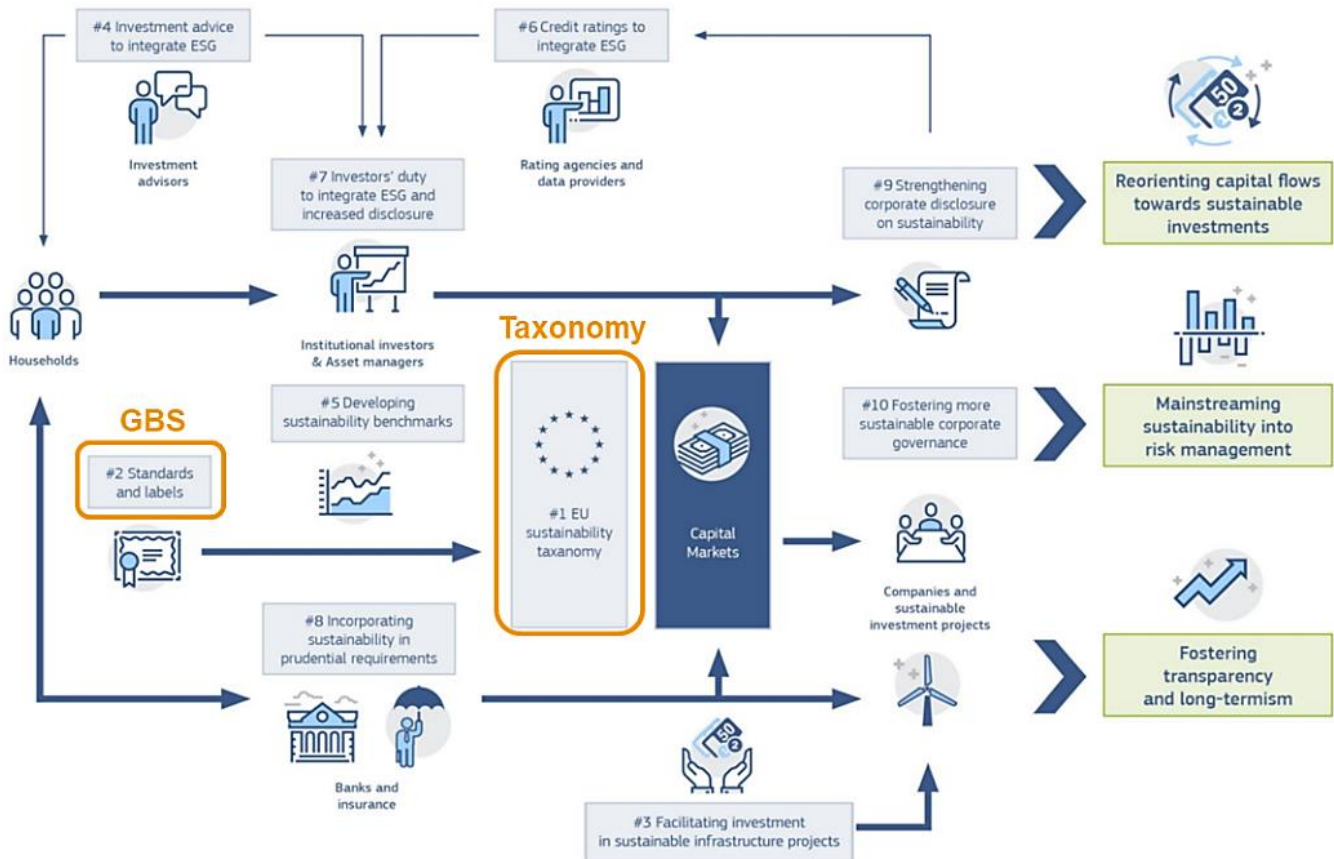 #4 Investment advice
to integrate ESG
#6 Credit ratings to
integrate ESG
50
2
Investment
advisors
Rating agencies and
data providers
#7 Investors' duty
to integrate ESG and
increased disclosure
#9 Strengthening
corporate disclosure
on sustainability
Reorienting capital flows
towards sustainable
investments
Households
Institutional investors
& Asset managers
Taxonomy
#5 Developing
sustainability benchmarks
#10 Fostering more
sustainable corporate
governance
Mainstreaming
sustainability into
risk management
GBS
#2 Standards
and labels
#1 EU
sustainability
taxanomy
Capital
Markets
Companies and
sustainable
investment projects
#8 Incorporating
sustainability in
prudential requirements
Fostering
transparency
and long-termism
Banks and
insurance
50
2
#3 Facilitating investment
in sustainable infrastructure projects